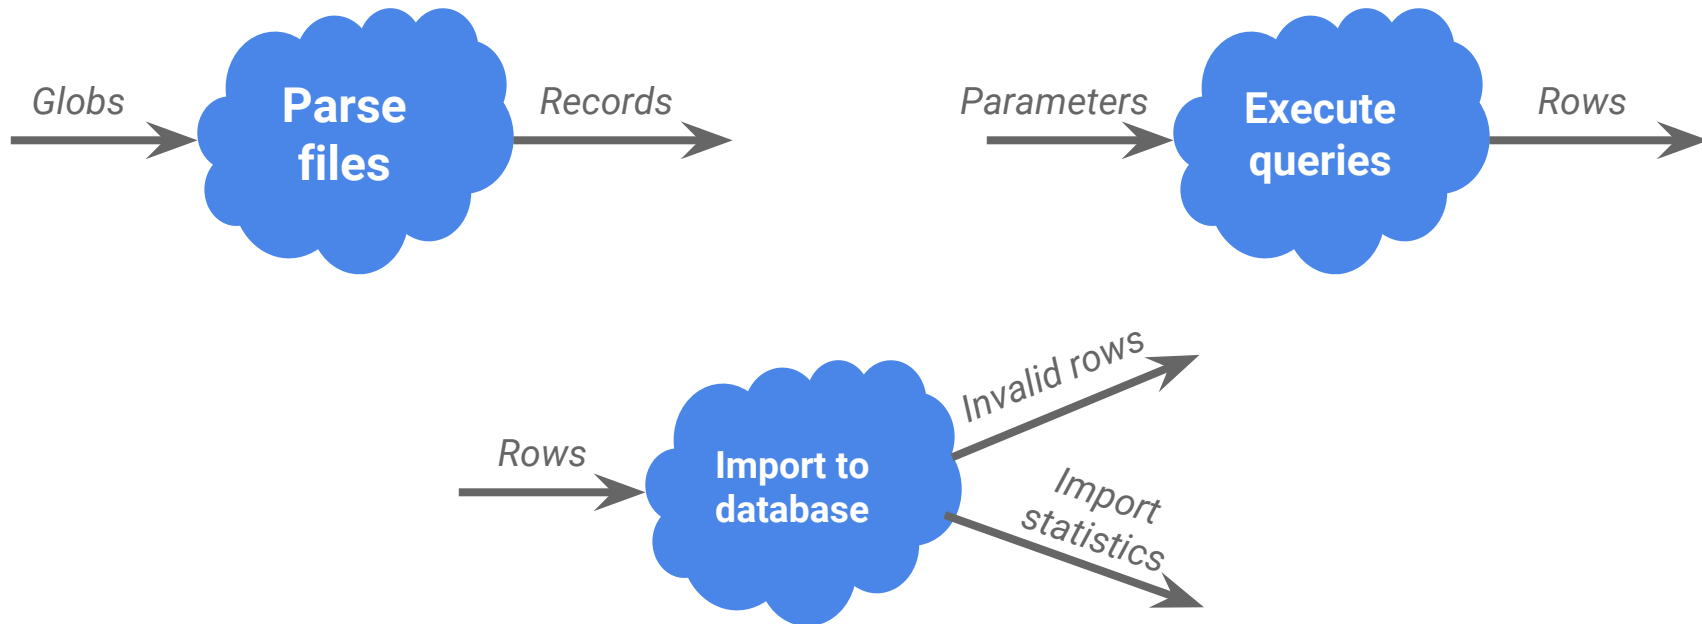 Globs
Parse
files
Records
Parameters
Execute
queries
Rows
Rows
Import to
database
Invalid rows
Import
statistics